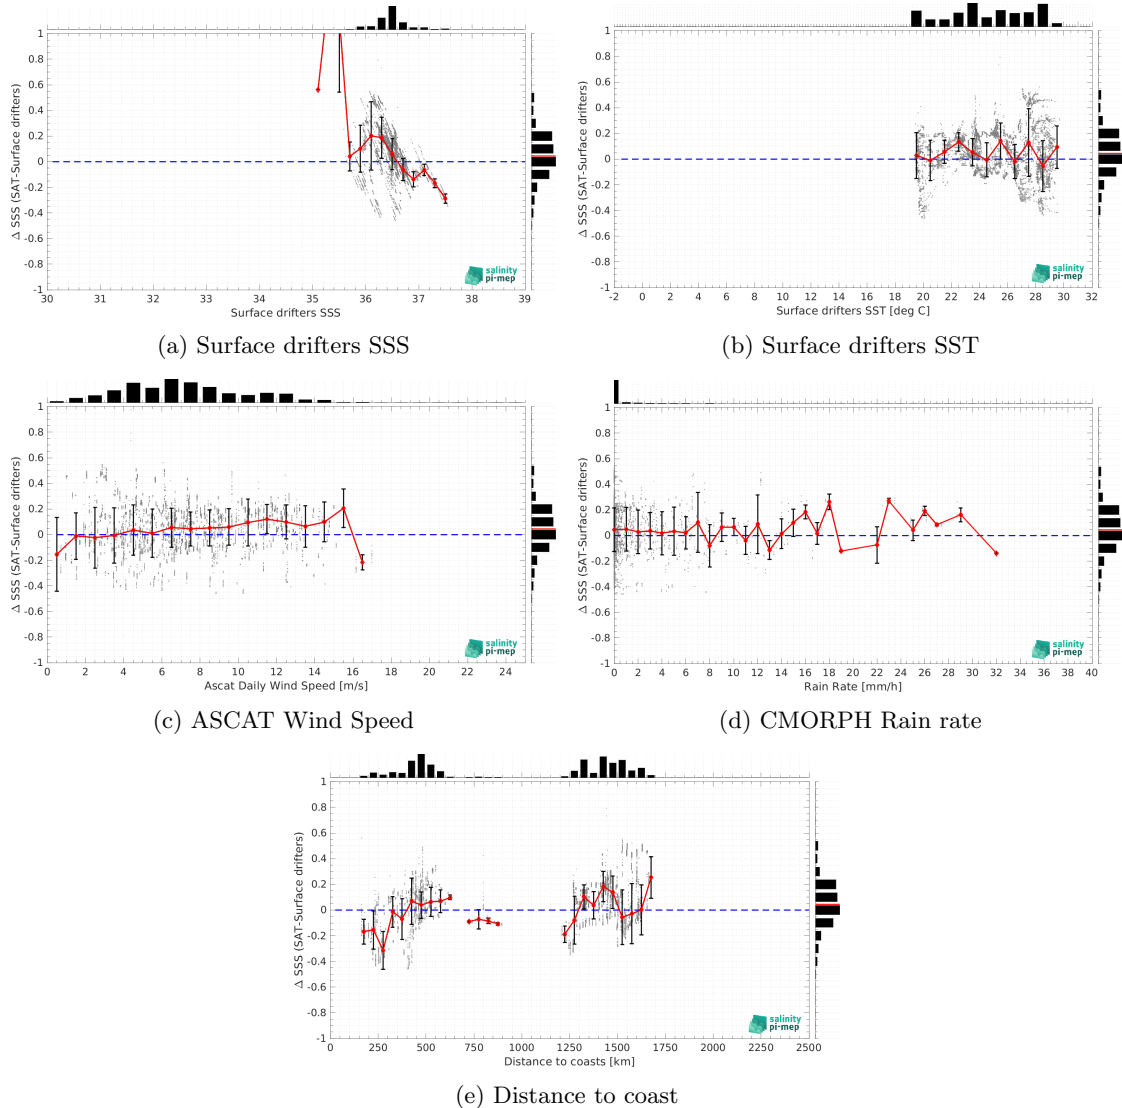 1
0.8
0.6
0.4
0.2
0
-0.2
-0.4
-0.6
-0.8
-1
Δ SSS (SAT-Surface drifters)
30 31 32 33 34 35 36 37 38 39
Surface drifters SSS
salinity
pi-mep
(a) Surface drifters SSS
1
0.8
0.6
0.4
0.2
0
-0.2
-0.4
-0.6
-0.8
-1
Δ SSS (SAT-Surface drifters)
-2 0 2 4 6 8 10 12 14 16 18 20 22 24 26 28 30 32
Surface drifters SST [deg C]
salinity
pi-mep
(b) Surface drifters SST
1
0.8
0.6
0.4
0.2
0
-0.2
-0.4
-0.6
-0.8
-1
Δ SSS (SAT-Surface drifters)
0 2 4 6 8 10 12 14 16 18 20 22 24
Ascat Daily Wind Speed [m/s]
salinity
pi-mep
(c) ASCAT Wind Speed
1
0.8
0.6
0.4
0.2
0
-0.2
-0.4
-0.6
-0.8
-1
Δ SSS (SAT-Surface drifters)
0 2 4 6 8 10 12 14 16 18 20 22 24 26 28 30 32 34 36 38 40
Rain Rate [mm/h]
salinity
pi-mep
(d) CMORPH Rain rate
1
0.8
0.6
0.4
0.2
0
-0.2
-0.4
-0.6
-0.8
-1
Δ SSS (SAT-Surface drifters)
0 250 500 750 1000 1250 1500 1750 2000 2250 2500
Distance to coasts [km]
salinity
pi-mep
(e) Distance to coast